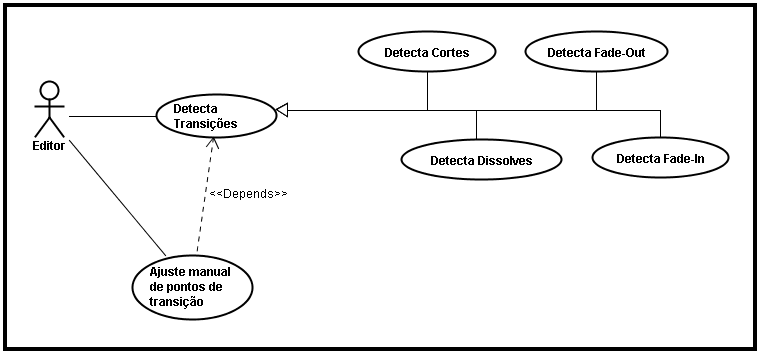 Detecta Cortes
Detecta Fade-Out
Detecta
Transições
Editor
Detecta Dissolves
Detecta Fade-In
<<Depends>>
Ajuste manual
de pontos de
transição